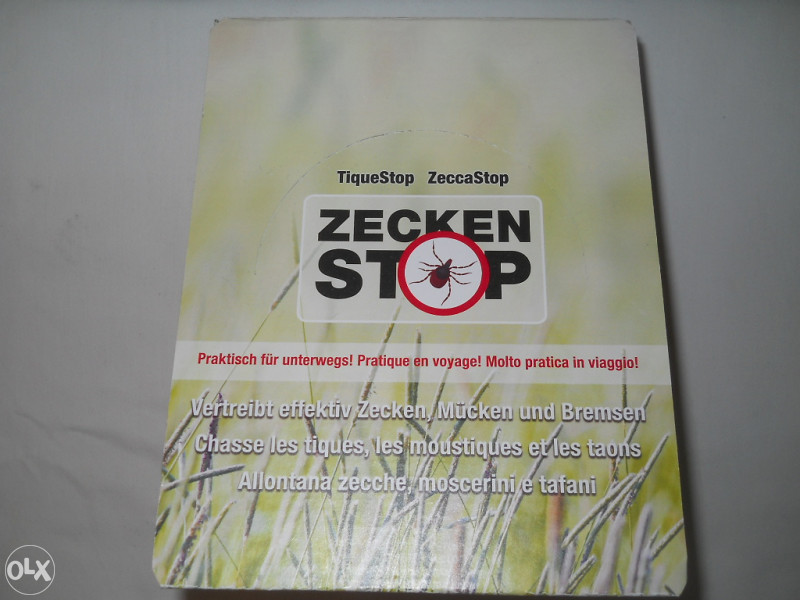 TiqueStop ZeccaStop
ZECKEN
STOP
Praktisch für unterwegs! Pratique en voyage! Molto pratica in viaggio!
Vertreibt effektiv Zecken, Mücken und Bremsen
Chasse les tiques, les moustiques et les taons
Allontana zecche, moscerini e tafani
OLX